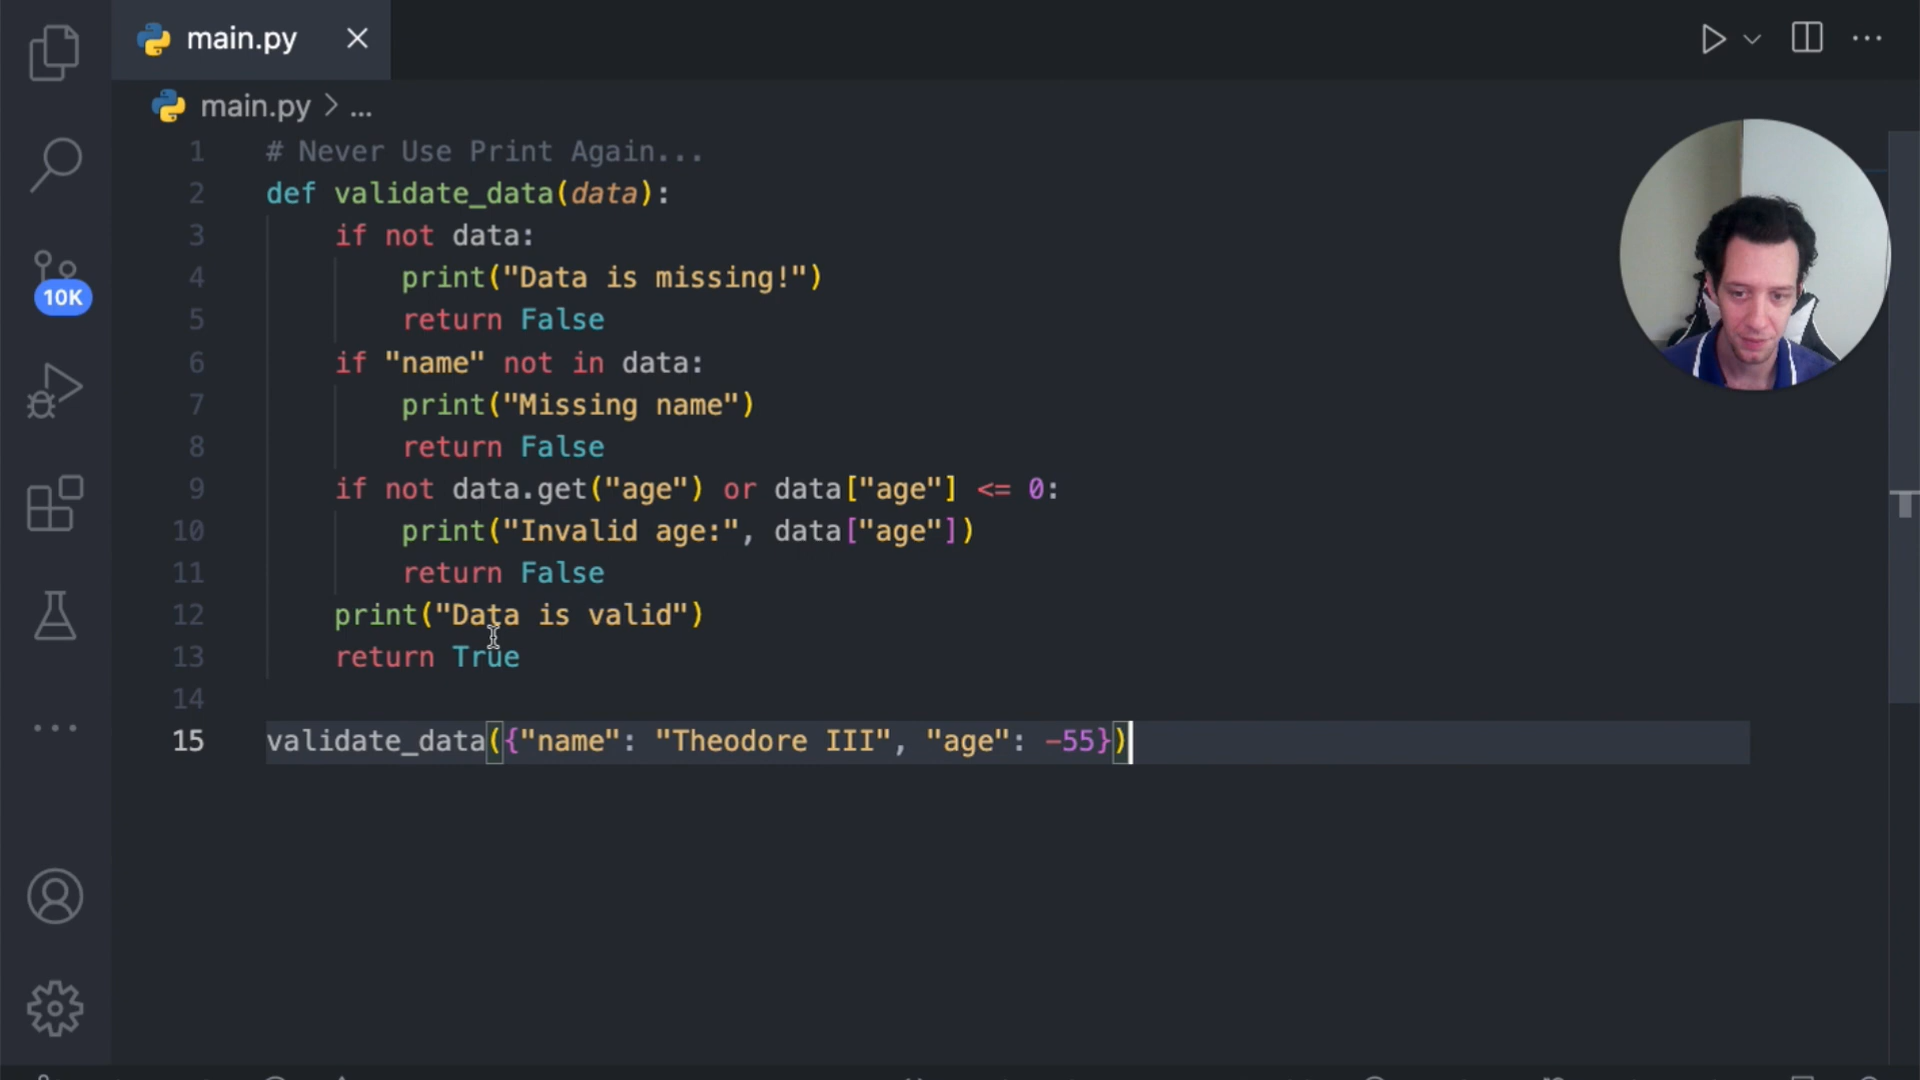 main.py
main.py > ...
1 # Never Use Print Again...
2 def validate_data(data):
3 if not data:
4 print("Data is missing!")
5 return False
6 if "name" not in data:
7 print("Missing name")
8 return False
9 if not data.get("age") or data["age"] <= 0:
10 print("Invalid age:", data["age"])
11 return False
12 print("Data is valid")
13 return True
14
15 validate_data({"name": "Theodore III", "age": -55})
10K